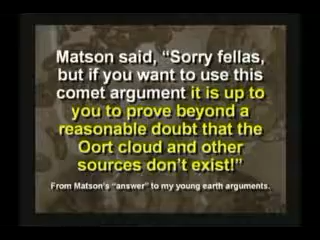 Matson said, “Sorry fellas,
but if you want to use this
comet argument it is up to
you to prove beyond a
reasonable doubt that the
Oort cloud and other
sources don’t exist!”
From Matson’s “answer” to my young earth arguments.